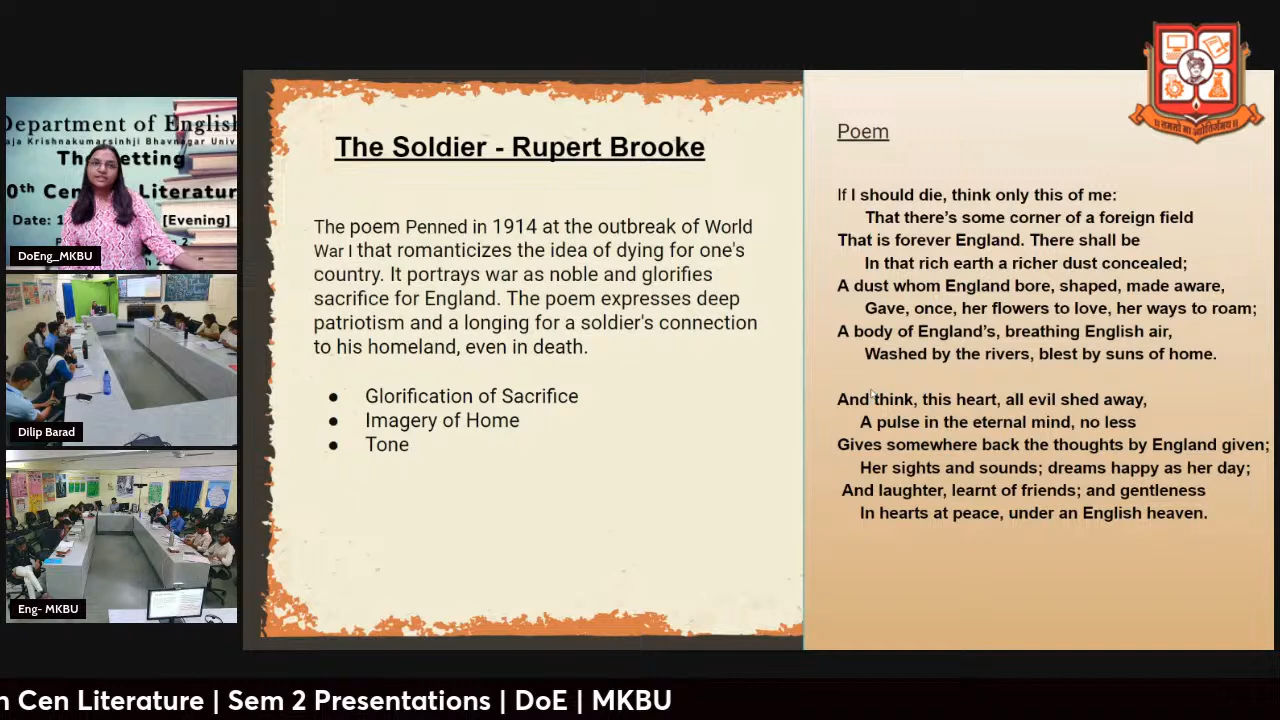 Department of English
The Setting
Cen Literature
Date: 1 [Evening]
DoEng_MKBU
Dilip Barad
Eng- MKBU
The Soldier - Rupert Brooke
The poem Penned in 1914 at the outbreak of World
War I that romanticizes the idea of dying for one's
country. It portrays war as noble and glorifies
sacrifice for England. The poem expresses deep
patriotism and a longing for a soldier's connection
to his homeland, even in death.
● Glorification of Sacrifice
● Imagery of Home
● Tone
Poem
If I should die, think only this of me:
That there’s some corner of a foreign field
That is forever England. There shall be
In that rich earth a richer dust concealed;
A dust whom England bore, shaped, made aware,
Gave, once, her flowers to love, her ways to roam;
A body of England’s, breathing English air,
Washed by the rivers, blest by suns of home.
And think, this heart, all evil shed away,
A pulse in the eternal mind, no less
Gives somewhere back the thoughts by England given;
Her sights and sounds; dreams happy as her day;
And laughter, learnt of friends; and gentleness
In hearts at peace, under an English heaven.
Cen Literature | Sem 2 Presentations | DoE | MKBU